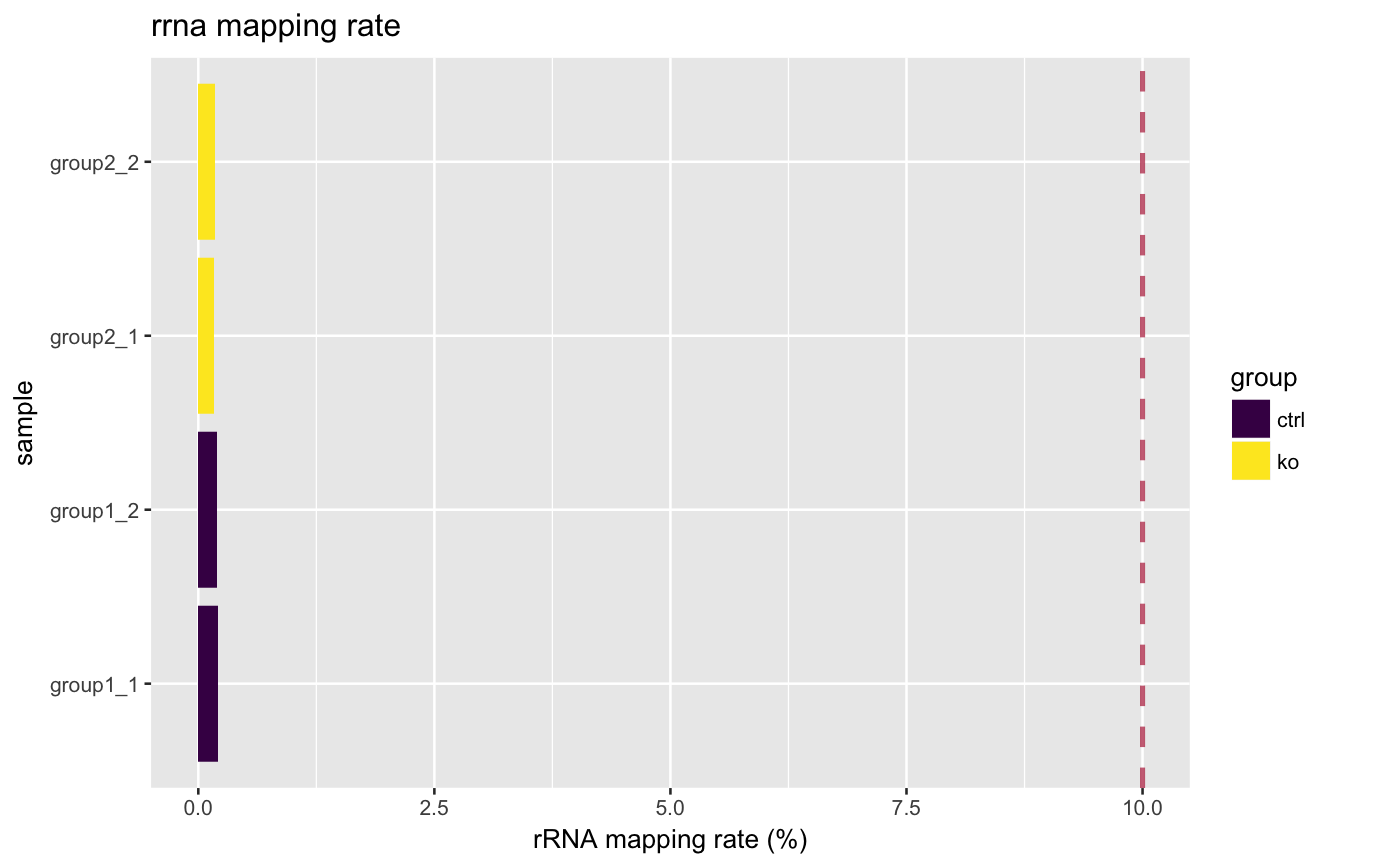 rrna mapping rate
group2_2
group2_1
group1_2
group1_1
sample
0.0 2.5 5.0 7.5 10.0
rRNA mapping rate (%)
group
ctrl
ko